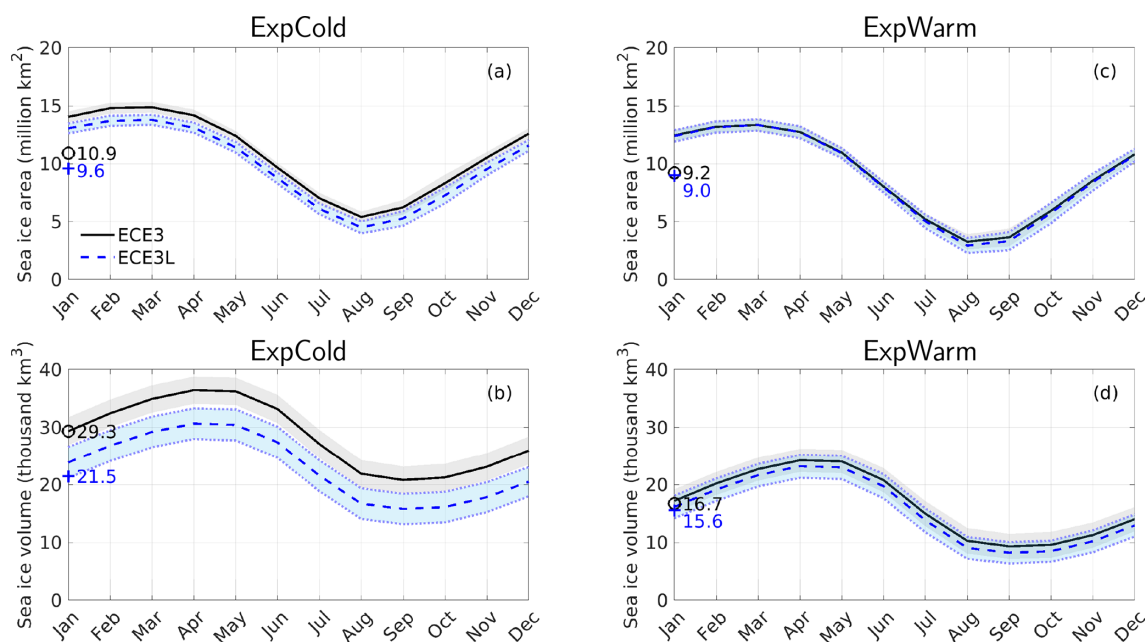 ExpCold
Sea ice area (million km²)
20
15
10
5
0
(a)
10.9
9.6
ECE3
ECE3L
Jan Feb Mar Apr May Jun Jul Aug Sep Oct Nov Dec
ExpWarm
Sea ice area (million km²)
20
15
10
5
0
(c)
9.2
9.0
Jan Feb Mar Apr May Jun Jul Aug Sep Oct Nov Dec
ExpCold
Sea ice volume (thousand km³)
40
30
20
10
0
(b)
29.3
21.5
Jan Feb Mar Apr May Jun Jul Aug Sep Oct Nov Dec
ExpWarm
Sea ice volume (thousand km³)
40
30
20
10
0
(d)
16.7
15.6
Jan Feb Mar Apr May Jun Jul Aug Sep Oct Nov Dec